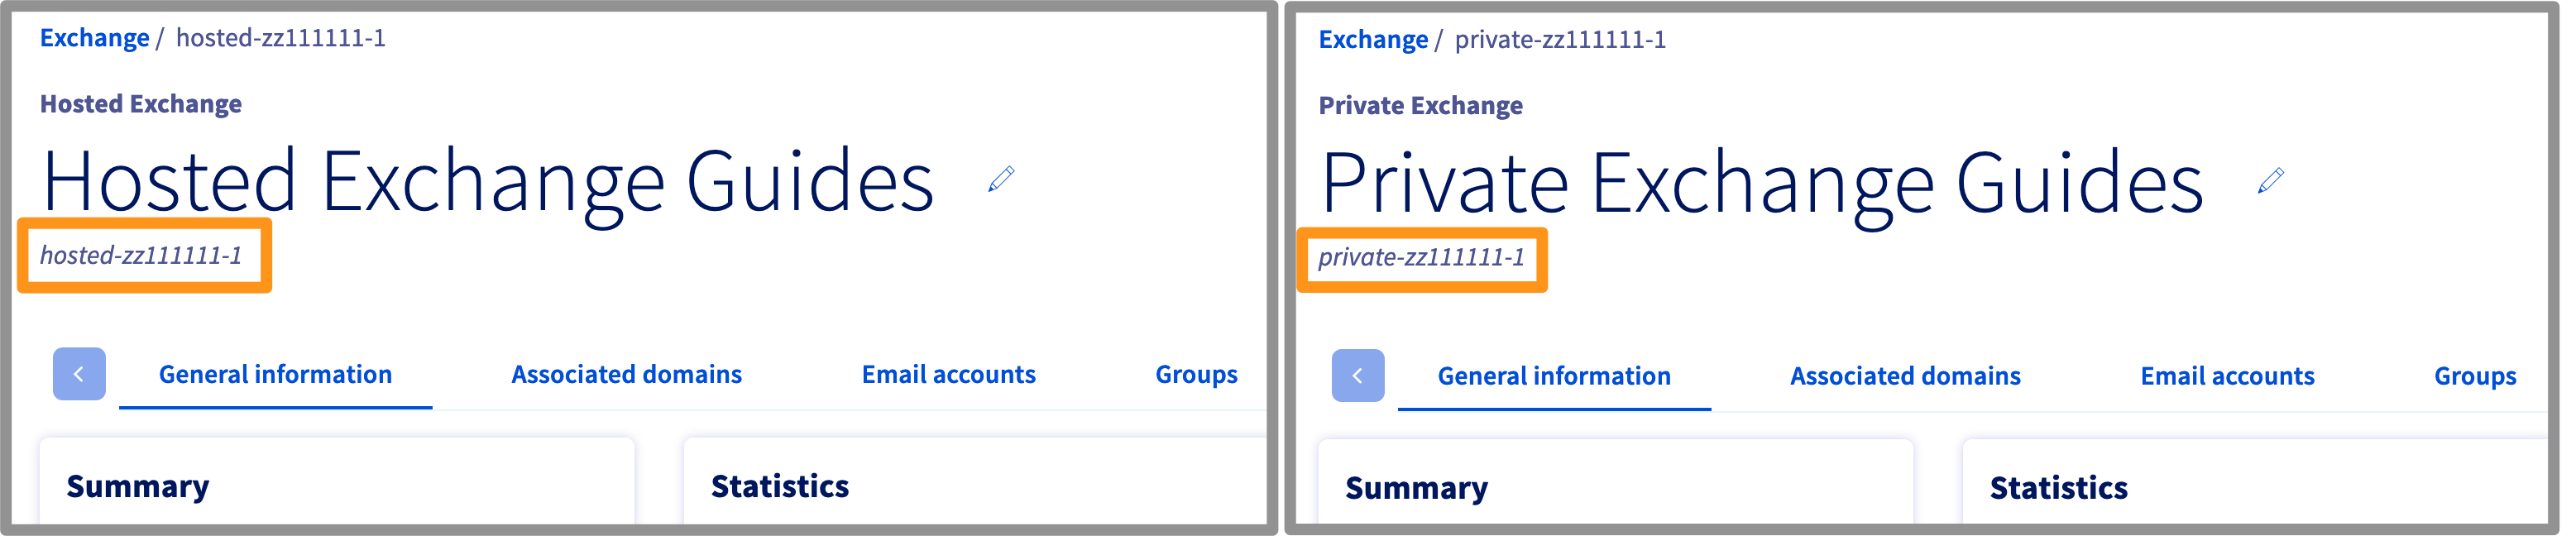 Exchange / hosted-zz111111-1
Hosted Exchange
Hosted Exchange Guides
hosted-zz111111-1
General information Associated domains Email accounts Groups
Summary Statistics
Exchange / private-zz111111-1
Private Exchange
Private Exchange Guides
private-zz111111-1
General information Associated domains Email accounts Groups
Summary Statistics